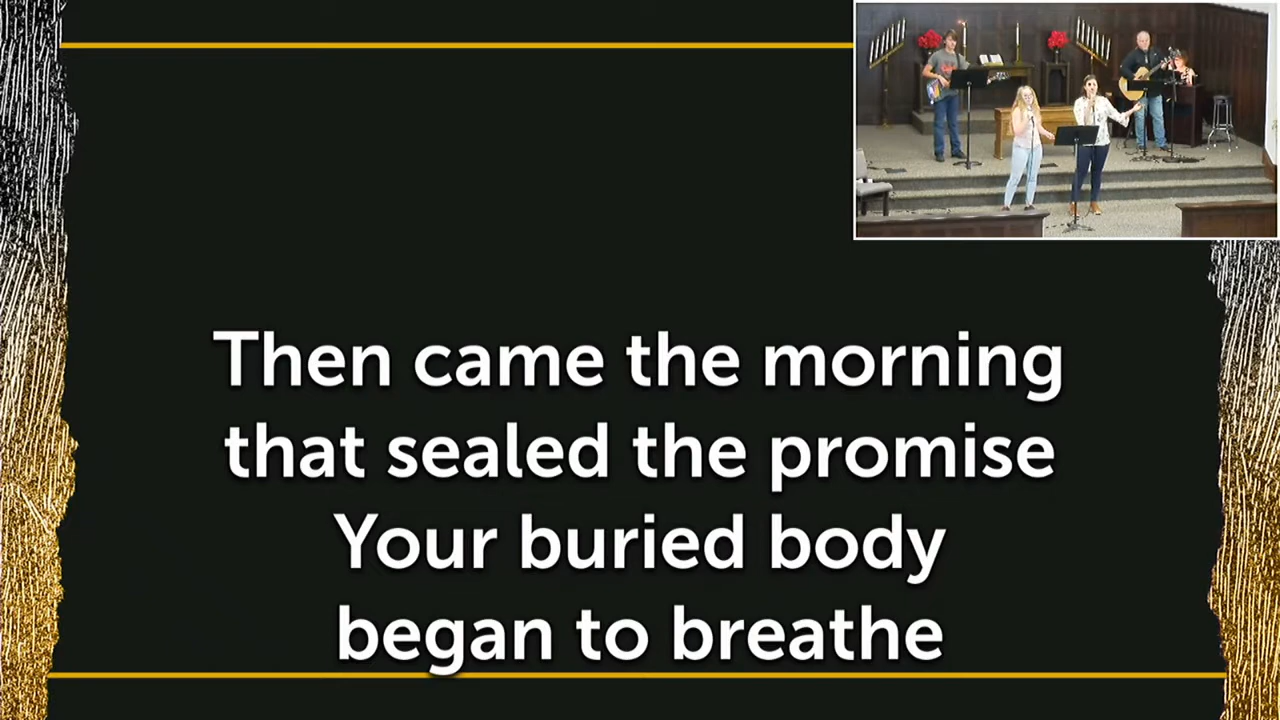 Then came the morning
that sealed the promise
Your buried body
began to breathe